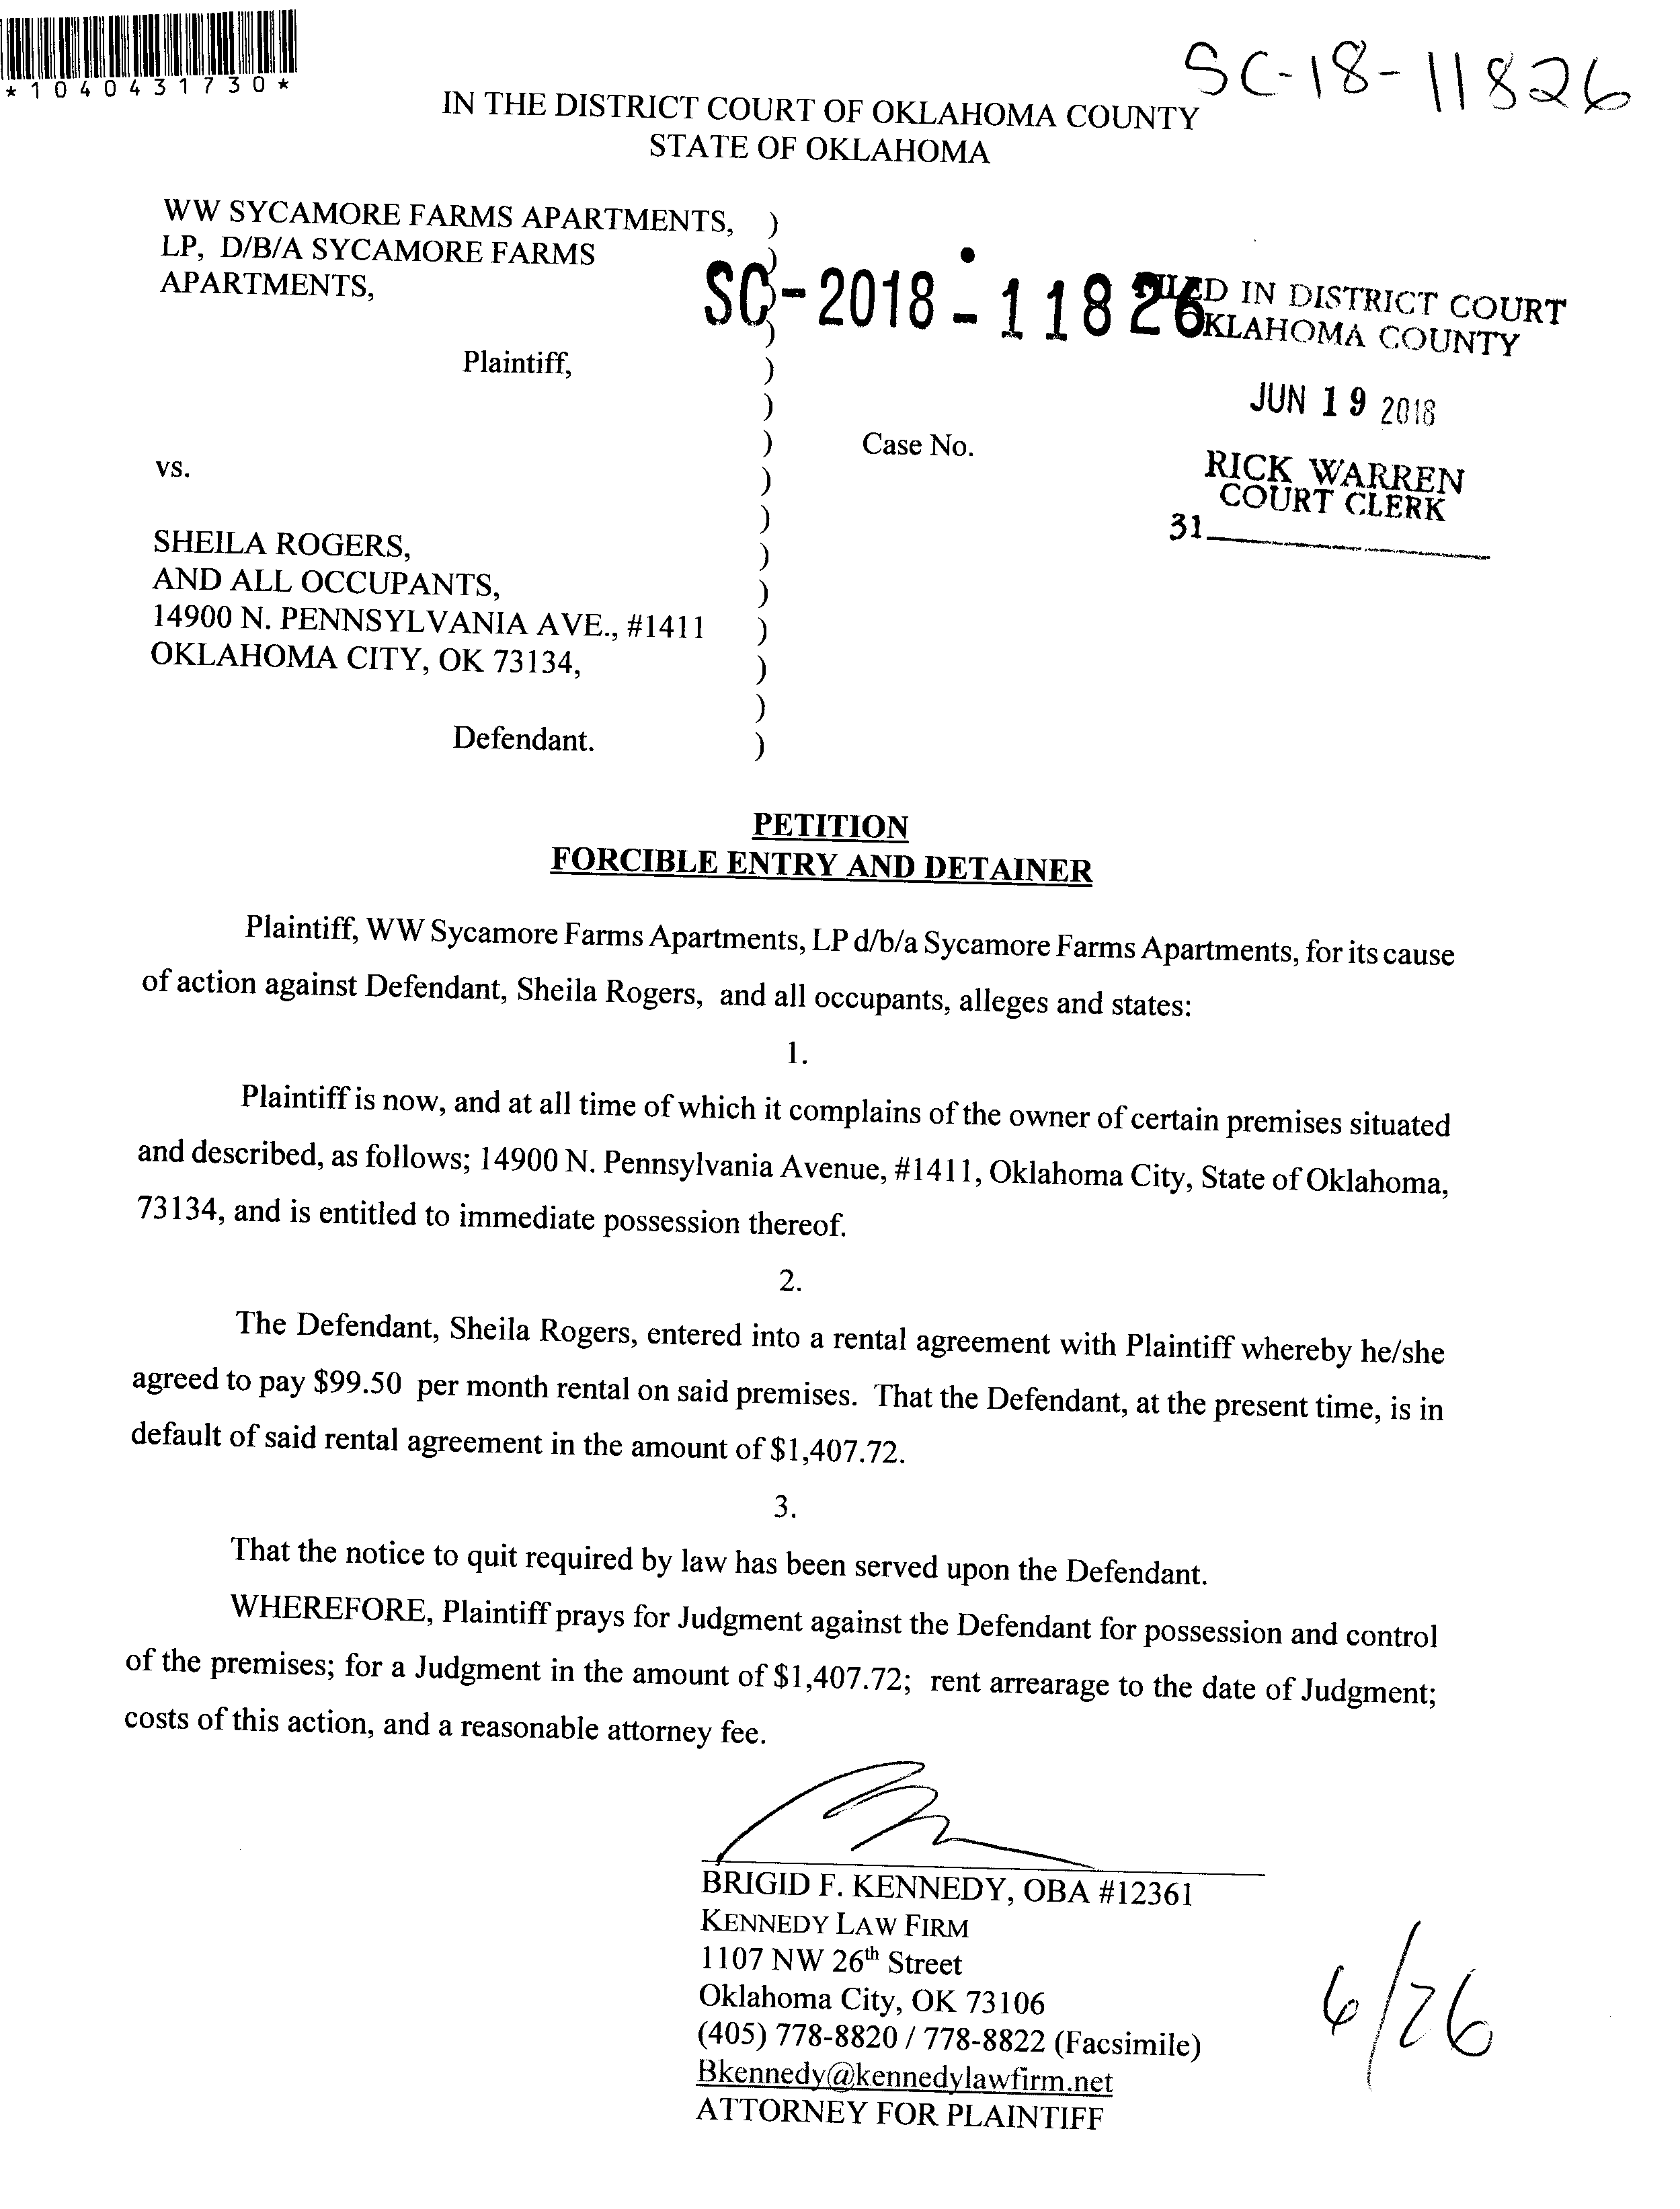 *1040431730*
SC-18-11826
IN THE DISTRICT COURT OF OKLAHOMA COUNTY
STATE OF OKLAHOMA
WW SYCAMORE FARMS APARTMENTS, )
LP, D/B/A SYCAMORE FARMS )
APARTMENTS,
SC-2018-11826
FILED IN DISTRICT COURT
OKLAHOMA COUNTY
)
Plaintiff, )
JUN 19 2018
)
) Case No.
vs. )
RICK WARREN
COURT CLERK
31
)
SHEILA ROGERS, )
AND ALL OCCUPANTS, )
14900 N. PENNSYLVANIA AVE., #1411 )
OKLAHOMA CITY, OK 73134, )
)
Defendant. )
PETITION
FORCIBLE ENTRY AND DETAINER
Plaintiff, WW Sycamore Farms Apartments, LP d/b/a Sycamore Farms Apartments, for its cause
of action against Defendant, Sheila Rogers, and all occupants, alleges and states:
1.
Plaintiff is now, and at all time of which it complains of the owner of certain premises situated
and described, as follows; 14900 N. Pennsylvania Avenue, #1411, Oklahoma City, State of Oklahoma,
73134, and is entitled to immediate possession thereof.
2.
The Defendant, Sheila Rogers, entered into a rental agreement with Plaintiff whereby he/she
agreed to pay $99.50 per month rental on said premises. That the Defendant, at the present time, is in
default of said rental agreement in the amount of $1,407.72.
3.
That the notice to quit required by law has been served upon the Defendant.
WHEREFORE, Plaintiff prays for Judgment against the Defendant for possession and control
of the premises; for a Judgment in the amount of $1,407.72; rent arrearage to the date of Judgment;
costs of this action, and a reasonable attorney fee.
BRIGID F. KENNEDY, OBA #12361
KENNEDY LAW FIRM
1107 NW 26th Street
Oklahoma City, OK 73106
(405) 778-8820 / 778-8822 (Facsimile)
Bkennedy@kennedylawfirm.net
ATTORNEY FOR PLAINTIFF
6/26